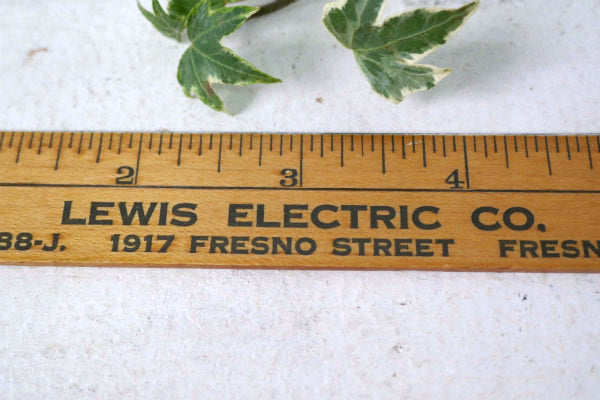 2 3 4
LEWIS ELECTRIC CO.
88-J. 1917 FRESNO STREET FRESN